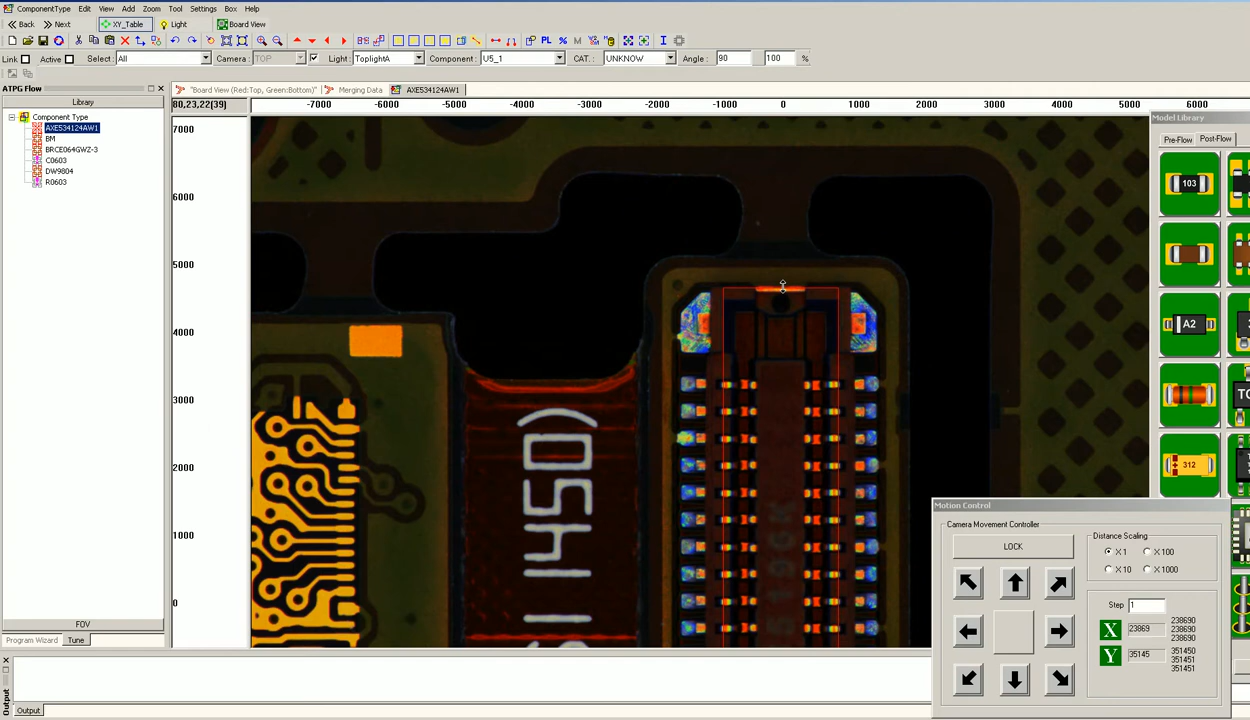 ComponentType Edit View Add Zoom Tool Settings Box Help
Back Next XY_Table Light Board View
PL % M
Link Active Select : All Camera : TOP Light : ToplightA Component : U5_1 CAT. : UNKNOW Angle : 90 100 %
ATPG Flow
"Board View (Red:Top, Green:Bottom)" Merging Data AXE534124AW1
Library
80,23,22(39) -7000 -6000 -5000 -4000 -3000 -2000 -1000 0 1000 2000 3000 4000 5000 6000
Component Type
AXE534124AW1
BM
BRCE064GWZ-3
C0603
DW9804
R0603
7000
6000
5000
4000
3000
2000
1000
0
Model Library
Pre-Flow Post-Flow
103
A2
312
Motion Control
Camera Movement Controller
LOCK
Distance Scaling
X1 X100
X10 X1000
Step 1
X 23869 238690
238690
238690
Y 35145 351450
351451
351451
FOV
Program Wizard Tune
Output
Output